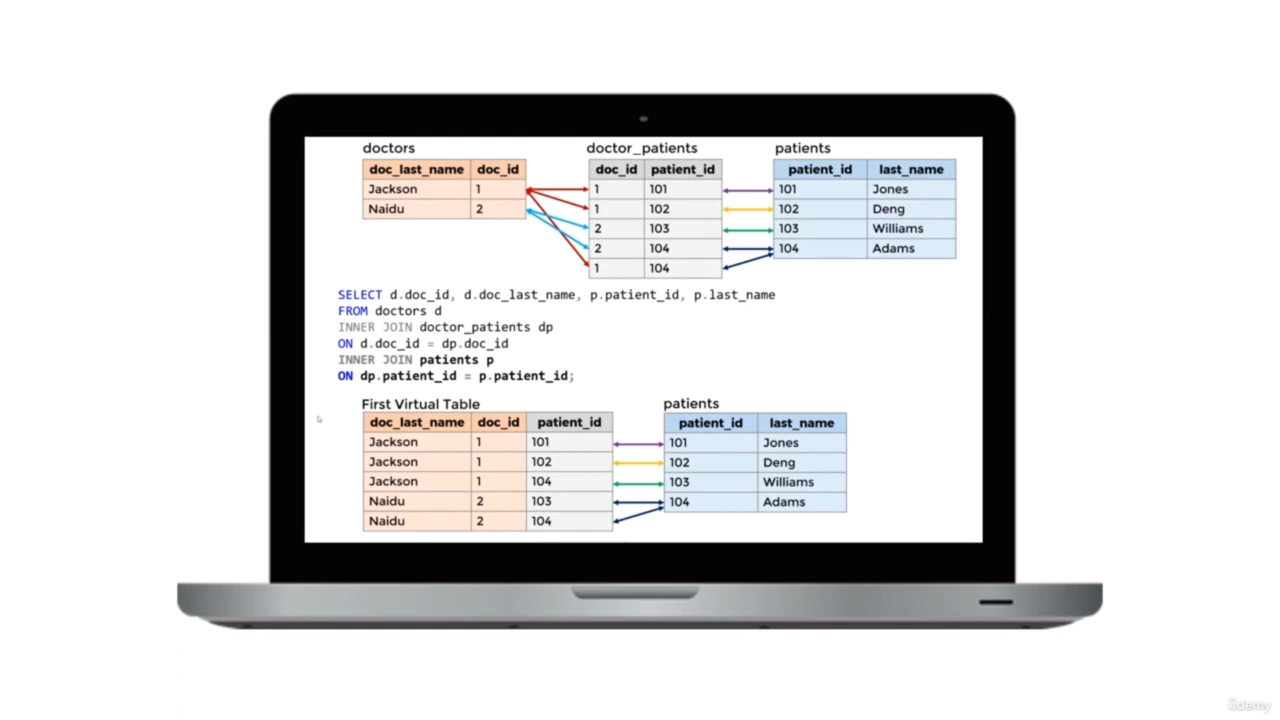 doctors doctor_patients patients
doc_last_name doc_id doc_id patient_id patient_id last_name
Jackson 1 1 101 101 Jones
Naidu 2 1 102 102 Deng
2 103 103 Williams
2 104 104 Adams
1 104
SELECT d.doc_id, d.doc_last_name, p.patient_id, p.last_name
FROM doctors d
INNER JOIN doctor_patients dp
ON d.doc_id = dp.doc_id
INNER JOIN patients p
ON dp.patient_id = p.patient_id;
First Virtual Table patients
doc_last_name doc_id patient_id patient_id last_name
Jackson 1 101 101 Jones
Jackson 1 102 102 Deng
Jackson 1 104 103 Williams
Naidu 2 103 104 Adams
Naidu 2 104
ûdemy